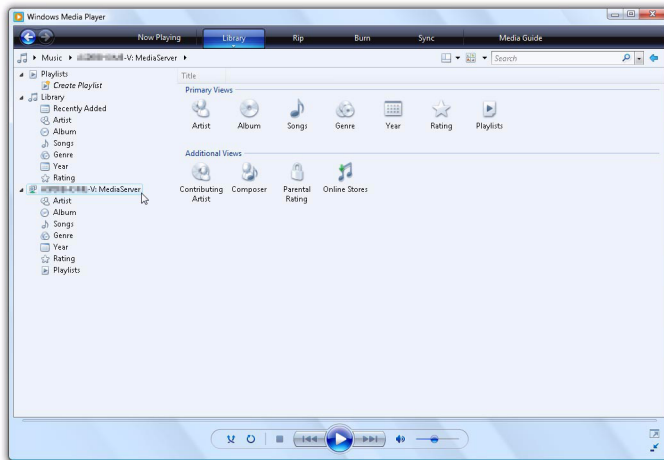 Windows Media Player
Now Playing Library Rip Burn Sync Media Guide
Music -V: MediaServer Search
Playlists
Create Playlist
Library
Recently Added
Artist
Album
Songs
Genre
Year
Rating
-V: MediaServer
Artist
Album
Songs
Genre
Year
Rating
Playlists
Title
Primary Views
Artist Album Songs Genre Year Rating Playlists
Additional Views
Contributing Artist Composer Parental Rating Online Stores